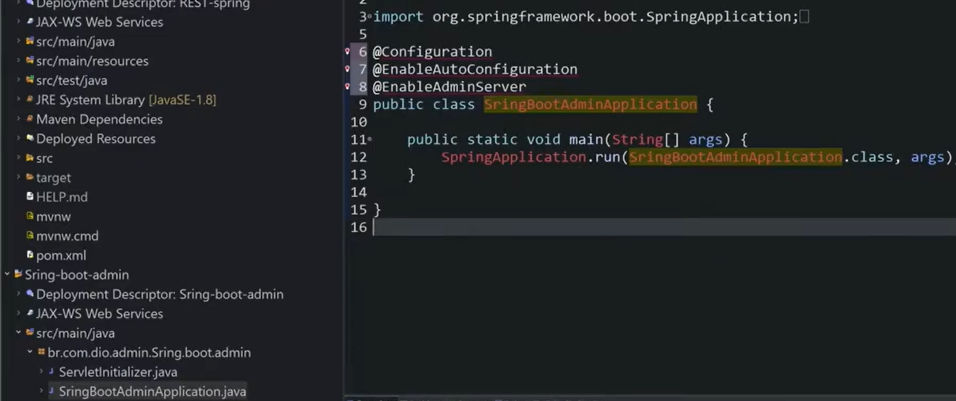 Deployment Descriptor: REST-spring
JAX-WS Web Services
src/main/java
src/main/resources
src/test/java
JRE System Library [JavaSE-1.8]
Maven Dependencies
Deployed Resources
src
target
HELP.md
mvnw
mvnw.cmd
pom.xml
Sring-boot-admin
Deployment Descriptor: Sring-boot-admin
JAX-WS Web Services
src/main/java
br.com.dio.admin.Sring.boot.admin
ServletInitializer.java
SringBootAdminApplication.java
3 import org.springframework.boot.SpringApplication;
5
6 @Configuration
7 @EnableAutoConfiguration
8 @EnableAdminServer
9 public class SringBootAdminApplication {
10
11 public static void main(String[] args) {
12 SpringApplication.run(SringBootAdminApplication.class, args)
13 }
14
15 }
16